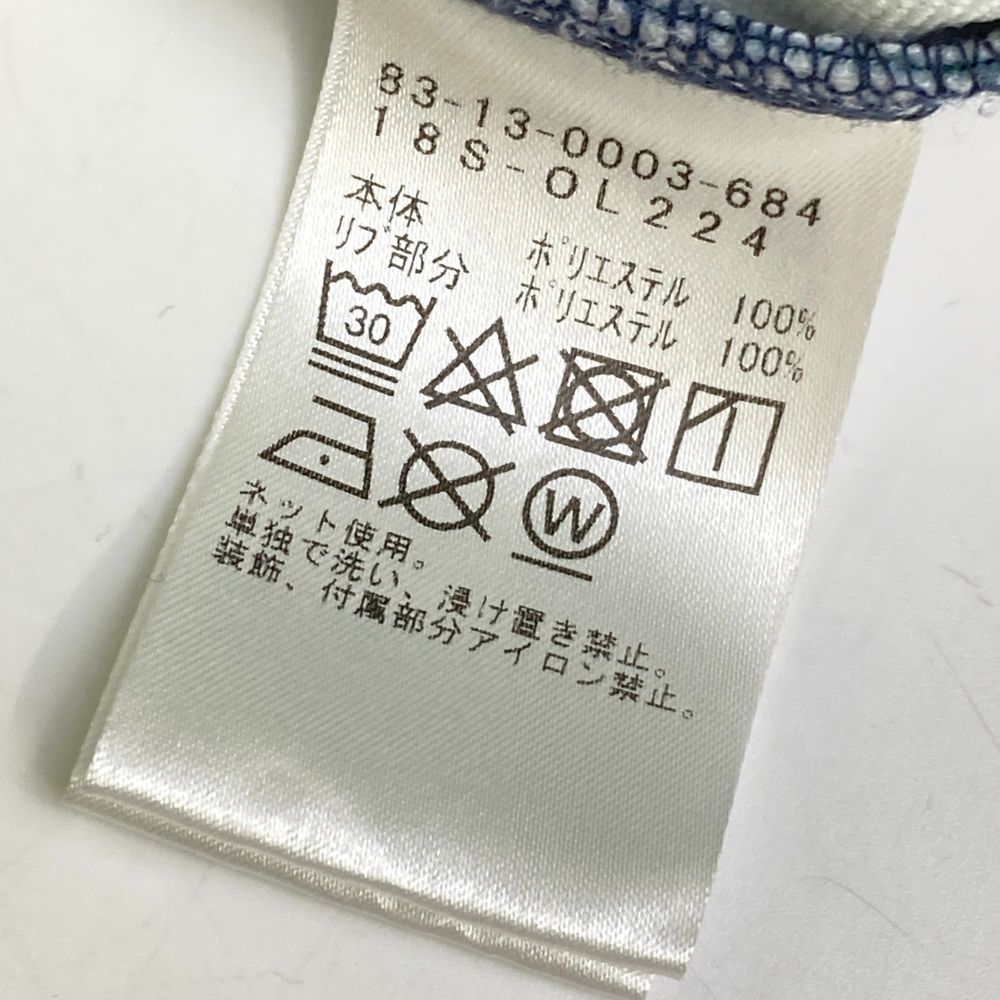 83-13-0003-684
18S-OL224
本体 ポリエステル 100%
リブ部分 ポリエステル 100%
30
W
ネット使用。
単独で洗い、浸け置き禁止。
装飾、付属部分アイロン禁止。